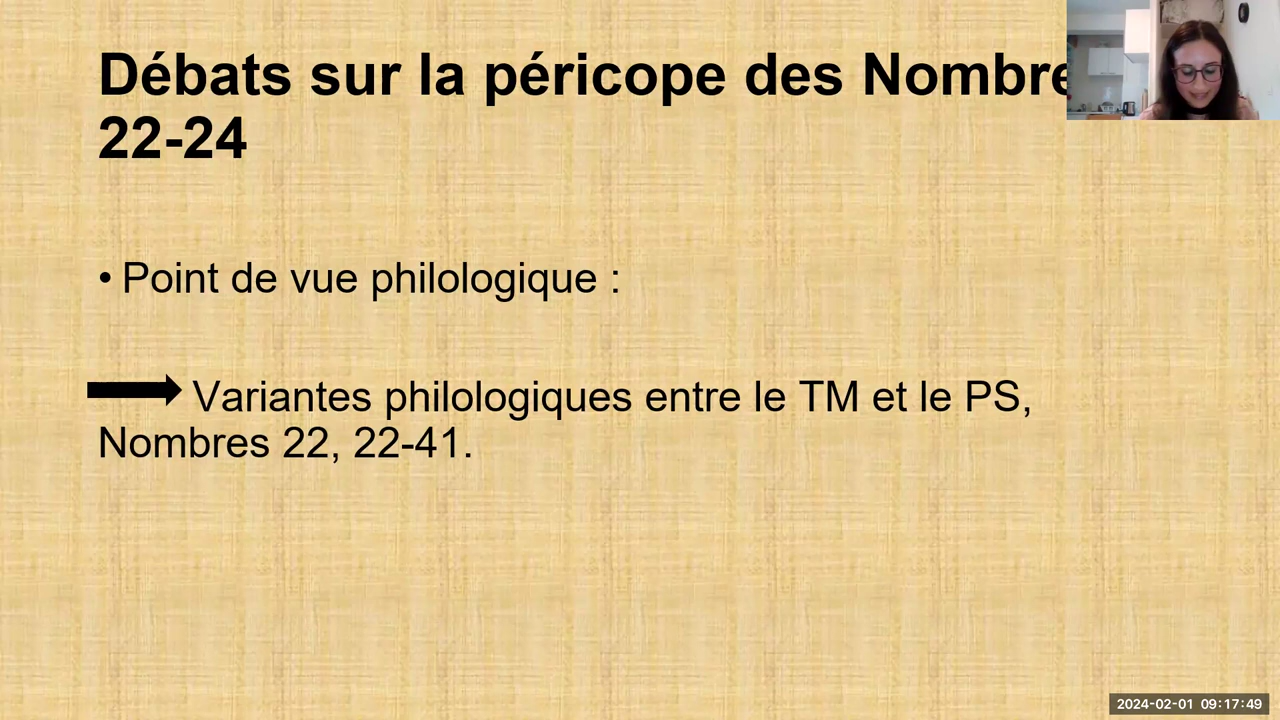 Débats sur la péricope des Nombre
22-24
• Point de vue philologique :
Variantes philologiques entre le TM et le PS,
Nombres 22, 22-41.
2024-02-01 09:17:49